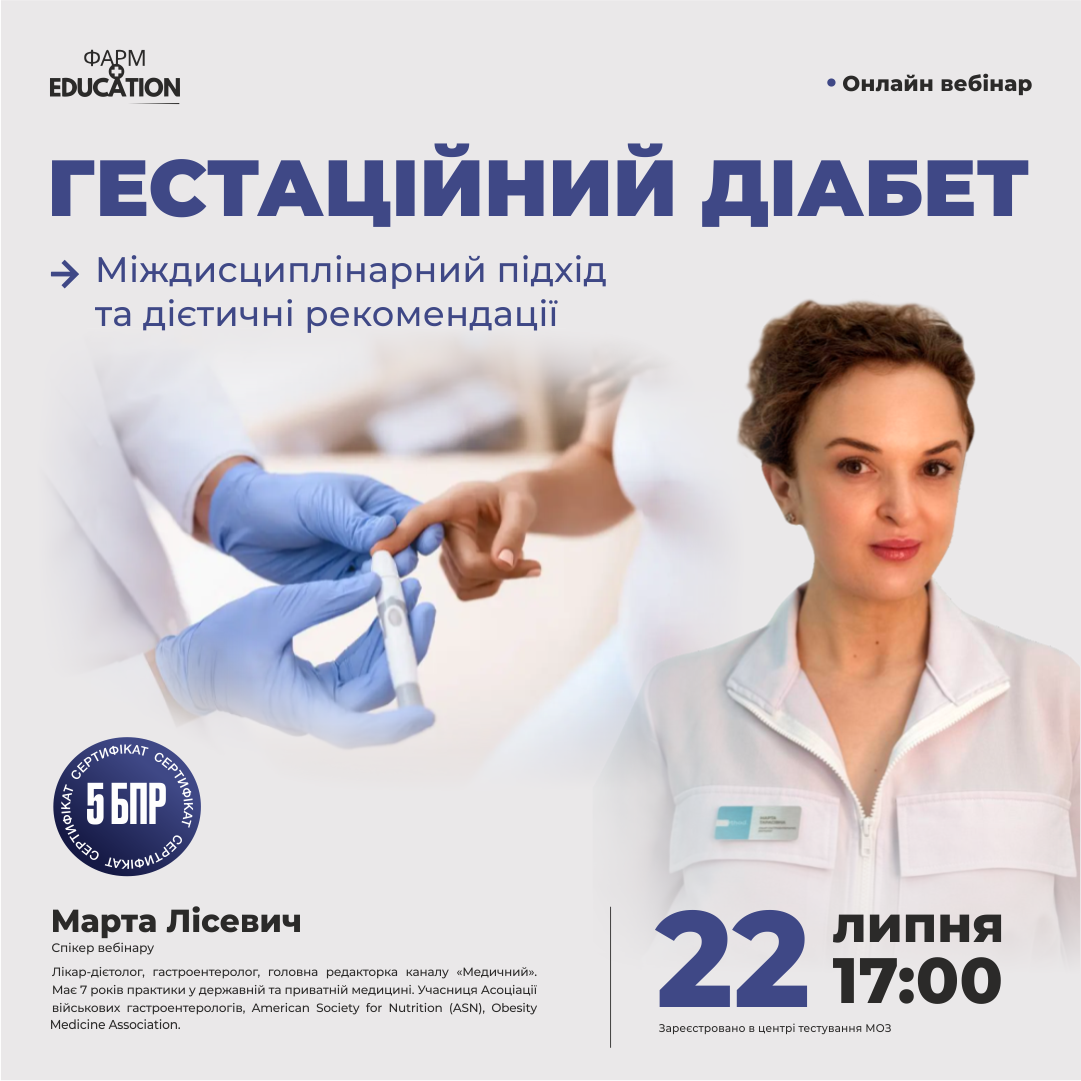 ФАРМ
EDUCATION
• Онлайн вебінар
ГЕСТАЦІЙНИЙ ДІАБЕТ
→ Міждисциплінарний підхід
та дієтичні рекомендації
СЕРТИФІКАТ СЕРТИФІКАТ СЕРТИФІКАТ СЕРТИФІКАТ
5 БПР
МАРТА
Марта Лісевич
Спікер вебінару
Лікар-дієтолог, гастроентеролог, головна редакторка каналу «Медичний».
Має 7 років практики у державній та приватній медицині. Учасниця Асоціації
військових гастроентерологів, American Society for Nutrition (ASN), Obesity
Medicine Association.
22 ЛИПНЯ
17:00
Зареєстровано в центрі тестування МОЗ